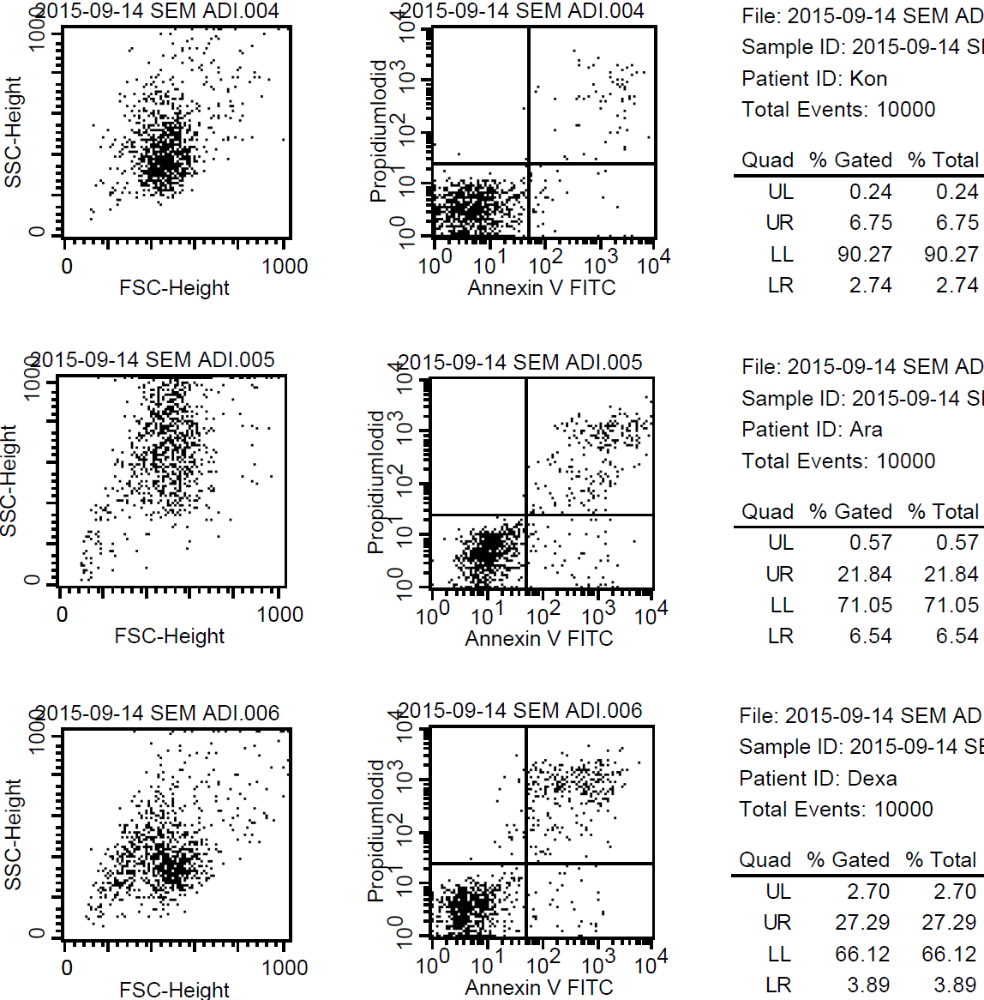 2015-09-14 SEM ADI.004
1000
0
SSC-Height
0 1000
FSC-Height
2015-09-14 SEM ADI.004
10^4
10^3
10^2
10^1
10^0
PropidiumIodid
10^0 10^1 10^2 10^3 10^4
Annexin V FITC
File: 2015-09-14 SEM AD
Sample ID: 2015-09-14 S
Patient ID: Kon
Total Events: 10000
Quad % Gated % Total
UL 0.24 0.24
UR 6.75 6.75
LL 90.27 90.27
LR 2.74 2.74
2015-09-14 SEM ADI.005
1000
0
SSC-Height
0 1000
FSC-Height
2015-09-14 SEM ADI.005
10^4
10^3
10^2
10^1
10^0
PropidiumIodid
10^0 10^1 10^2 10^3 10^4
Annexin V FITC
File: 2015-09-14 SEM AD
Sample ID: 2015-09-14 S
Patient ID: Ara
Total Events: 10000
Quad % Gated % Total
UL 0.57 0.57
UR 21.84 21.84
LL 71.05 71.05
LR 6.54 6.54
2015-09-14 SEM ADI.006
1000
0
SSC-Height
0 1000
FSC-Height
2015-09-14 SEM ADI.006
10^4
10^3
10^2
10^1
10^0
PropidiumIodid
10^0 10^1 10^2 10^3 10^4
Annexin V FITC
File: 2015-09-14 SEM AD
Sample ID: 2015-09-14 SE
Patient ID: Dexa
Total Events: 10000
Quad % Gated % Total
UL 2.70 2.70
UR 27.29 27.29
LL 66.12 66.12
LR 3.89 3.89